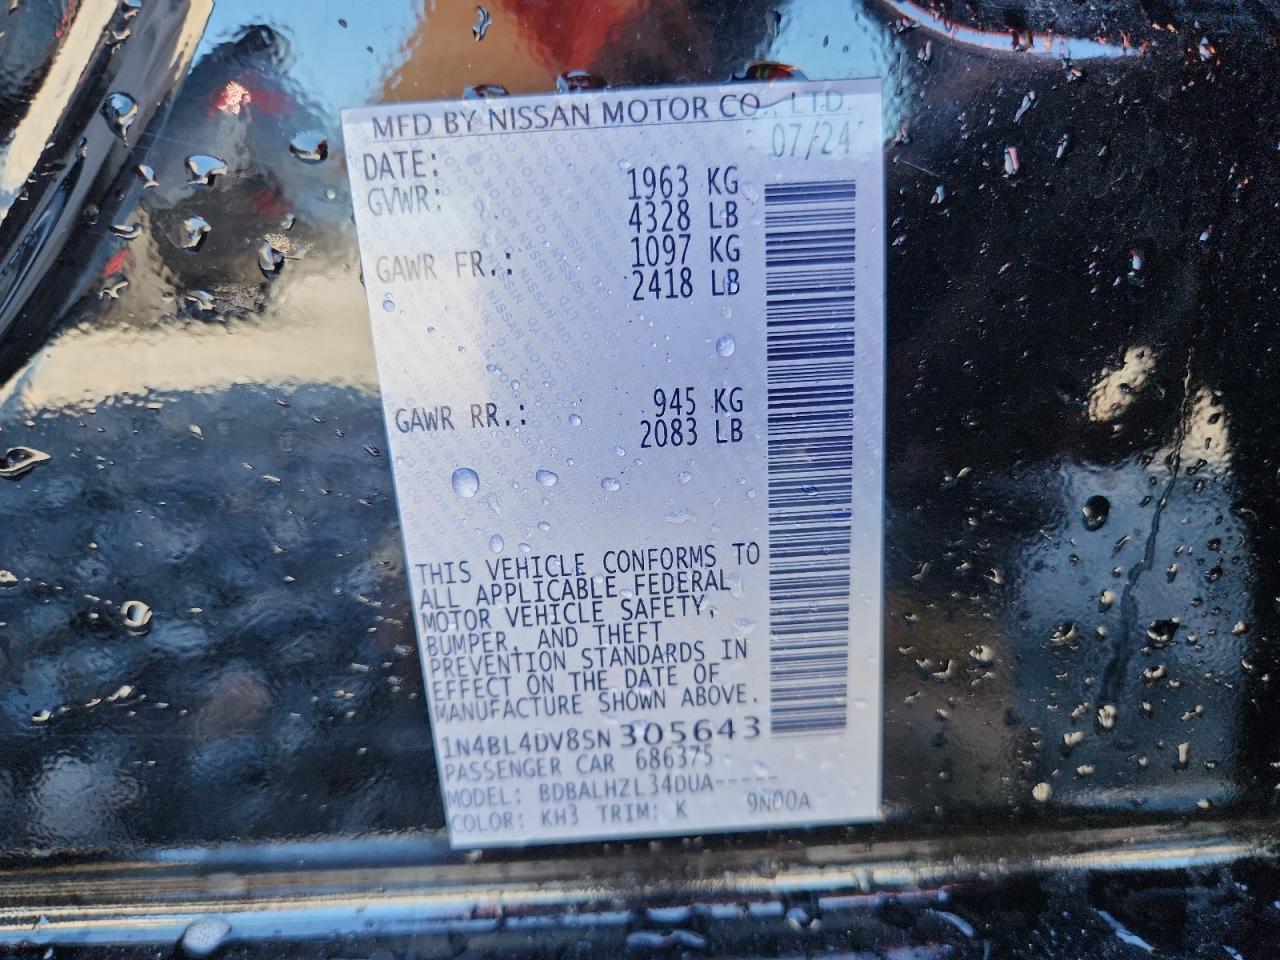 MFD BY NISSAN MOTOR CO., LTD.
DATE: 07/24
GVWR: 1963 KG
4328 LB
GAWR FR.: 1097 KG
2418 LB
GAWR RR.: 945 KG
2083 LB
THIS VEHICLE CONFORMS TO
ALL APPLICABLE FEDERAL
MOTOR VEHICLE SAFETY,
BUMPER, AND THEFT
PREVENTION STANDARDS IN
EFFECT ON THE DATE OF
MANUFACTURE SHOWN ABOVE.
1N4BL4DV8SN305643
PASSENGER CAR 686375
MODEL: BDBALHZL34DUA-----
COLOR: KH3 TRIM: K 9N00A